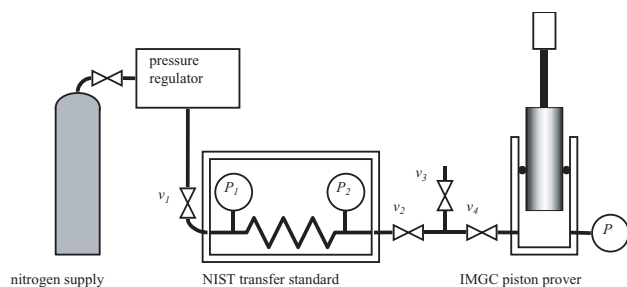 pressure
regulator
P1
P2
v1
v2
v3
v4
P
nitrogen supply
NIST transfer standard
IMGC piston prover